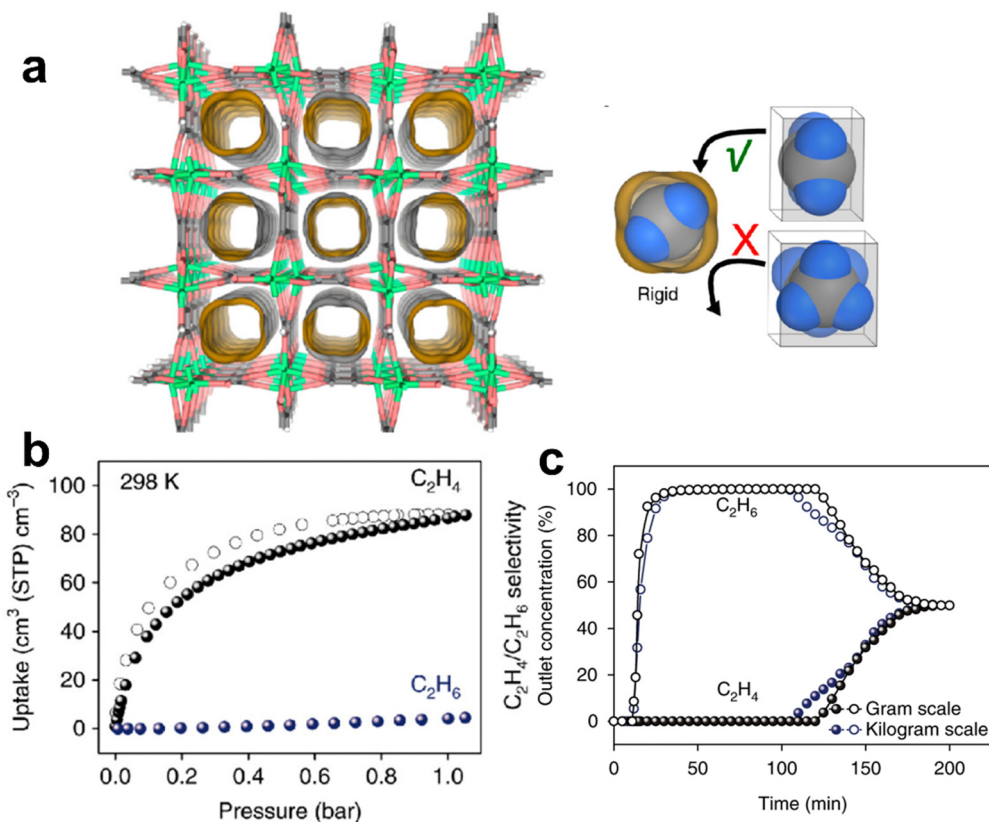 a
√
X
Rigid
b
298 K
C₂H₄
C₂H₆
100
80
60
40
20
0
0.0 0.2 0.4 0.6 0.8 1.0
Uptake (cm³ (STP) cm⁻³)
Pressure (bar)
c
C₂H₆
C₂H₄
Gram scale
Kilogram scale
100
80
60
40
20
0
0 50 100 150 200
C₂H₄/C₂H₆ selectivity
Outlet concentration (%)
Time (min)